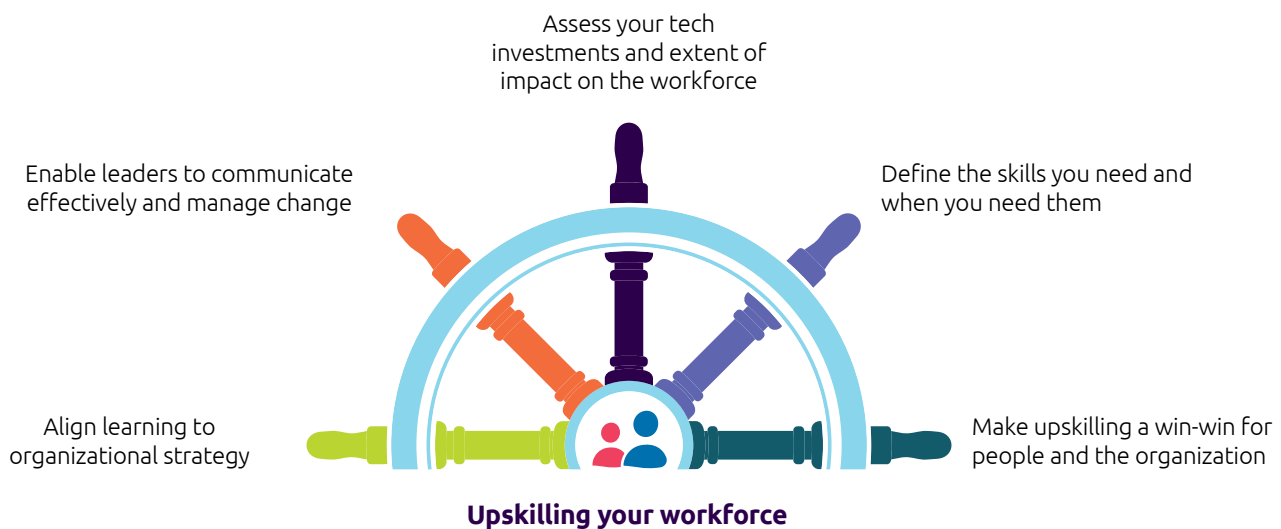 Assess your tech
investments and extent of
impact on the workforce
Enable leaders to communicate
effectively and manage change
Define the skills you need and
when you need them
Align learning to
organizational strategy
Make upskilling a win-win for
people and the organization
Upskilling your workforce